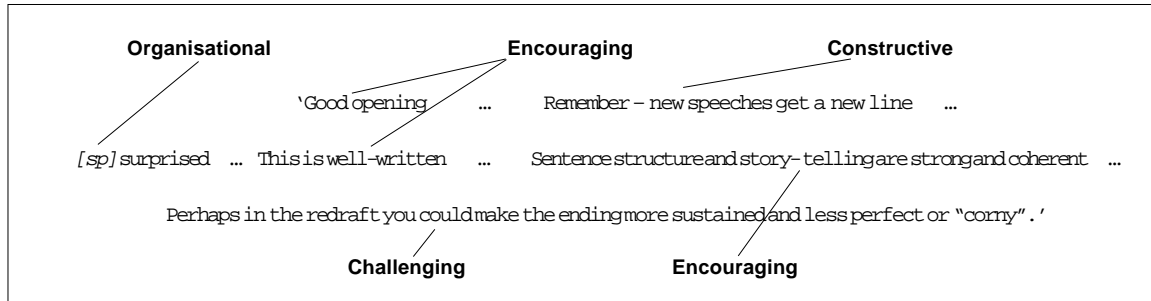 Organisational Encouraging Constructive
‘Good opening … Remember – new speeches get a new line …
[sp] surprised … This is well-written … Sentence structure and story-telling are strong and coherent …
Perhaps in the redraft you could make the ending more sustained and less perfect or “corny”.’
Challenging Encouraging